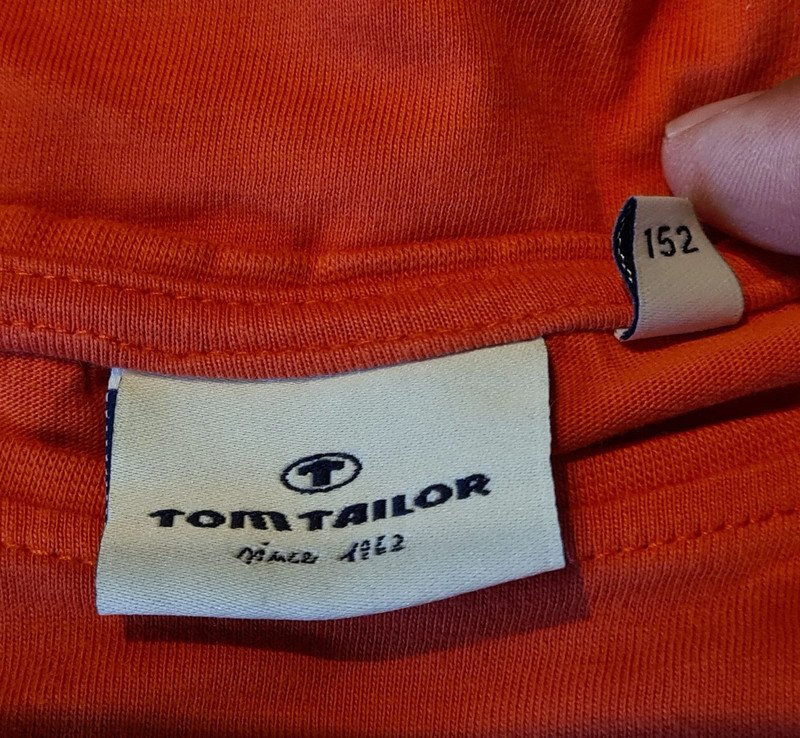 152
T
TOM TAILOR
since 1962